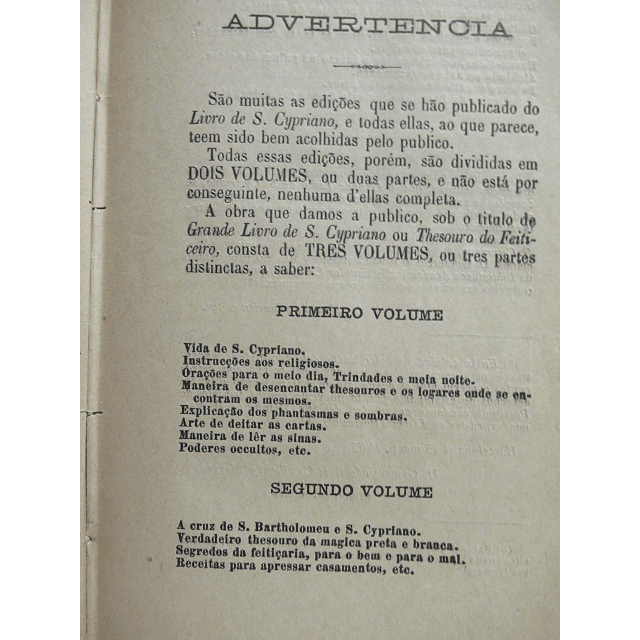 ADVERTENCIA
São muitas as edições que se hão publicado do
Livro de S. Cypriano, e todas ellas, ao que parece,
teem sido bem acolhidas pelo publico.
Todas essas edições, porém, são divididas em
DOIS VOLUMES, ou duas partes, e não está por
conseguinte, nenhuma d'ellas completa.
A obra que damos a publico, sob o titulo de
Grande Livro de S. Cypriano ou Thesouro do Feiti-
ceiro, consta de TRES VOLUMES, ou tres partes
distinctas, a saber:
PRIMEIRO VOLUME
Vida de S. Cypriano.
Instrucções aos religiosos.
Orações para o meio dia, Trindades e meia noite.
Maneira de desencantar thesouros e os logares onde se en-
contram os mesmos.
Explicação dos phantasmas e sombras.
Arte de deitar as cartas.
Maneira de lêr as sinas.
Poderes occultos, etc.
SEGUNDO VOLUME
A cruz de S. Bartholomeu e S. Cypriano.
Verdadeiro thesouro da magica preta e branca.
Segredos da feitiçaria, para o bem e para o mal.
Receitas para apressar casamentos, etc.